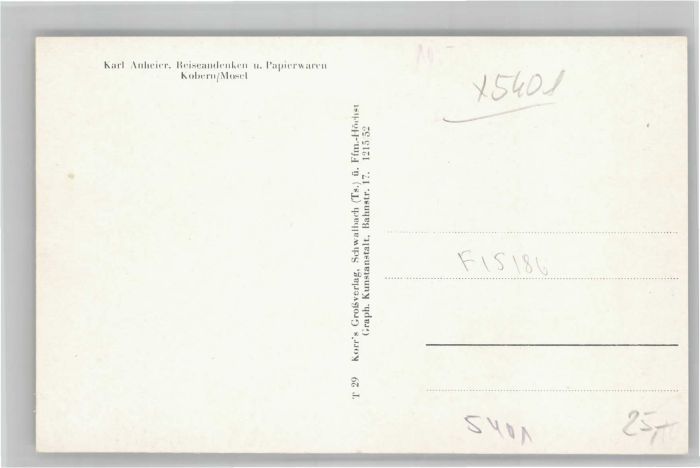 Karl Anheier, Reiseandenken u. Papierwaren
Kobern/Mosel
T 29 Korr's Großverlag, Schwalbach (Ts.) ü. Ffm.-Höchst
Graph. Kunstanstalt, Bahnstr. 17. 1215 52
10.-
X5401
F15186
5401
25,-